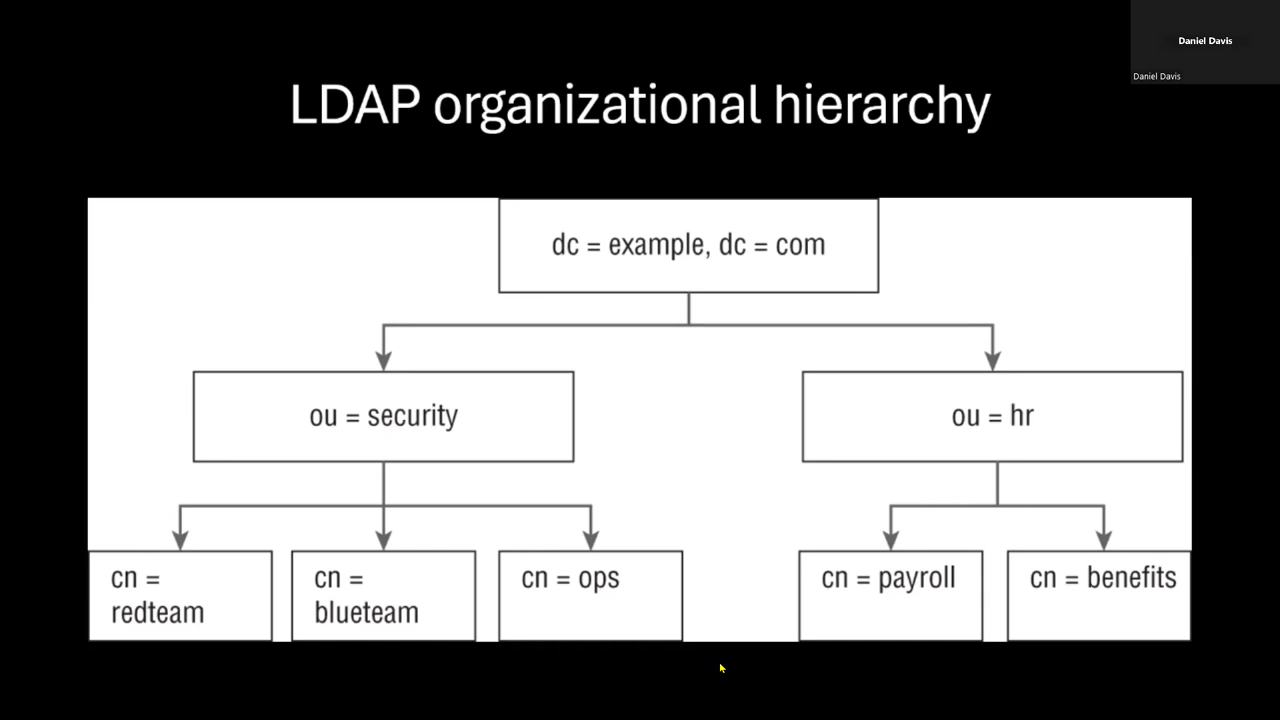 Daniel Davis
Daniel Davis
LDAP organizational hierarchy
dc = example, dc = com
ou = security
ou = hr
cn =
redteam
cn =
blueteam
cn = ops
cn = payroll
cn = benefits